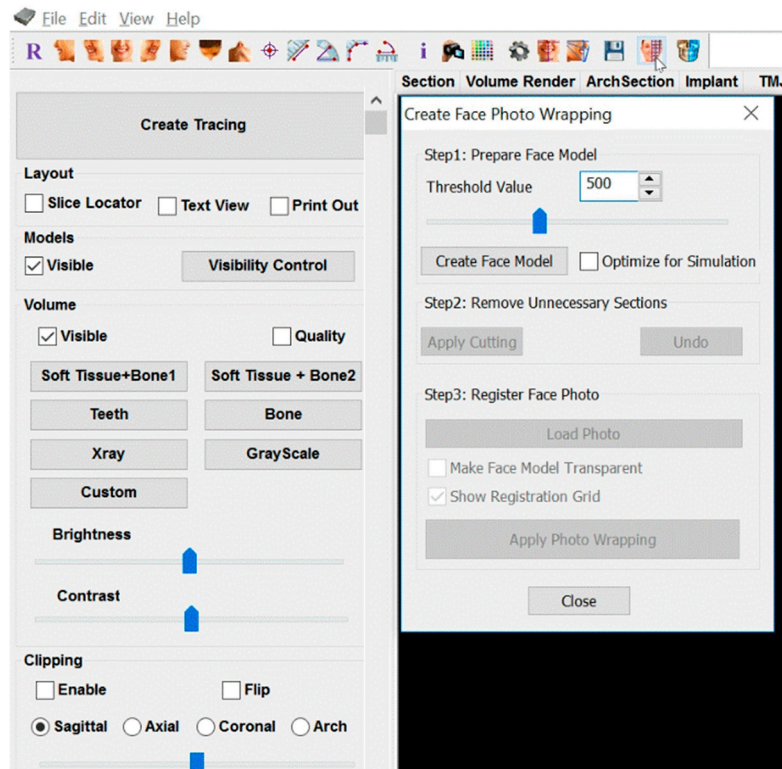 File Edit View Help
R i
Section Volume Render ArchSection Implant TMJ
Create Tracing
Layout
Slice Locator Text View Print Out
Models
Visible Visibility Control
Volume
Visible Quality
Soft Tissue+Bone1 Soft Tissue + Bone2
Teeth Bone
Xray GrayScale
Custom
Brightness
Contrast
Clipping
Enable Flip
Sagittal Axial Coronal Arch
Create Face Photo Wrapping
Step1: Prepare Face Model
Threshold Value 500
Create Face Model Optimize for Simulation
Step2: Remove Unnecessary Sections
Apply Cutting Undo
Step3: Register Face Photo
Load Photo
Make Face Model Transparent
Show Registration Grid
Apply Photo Wrapping
Close